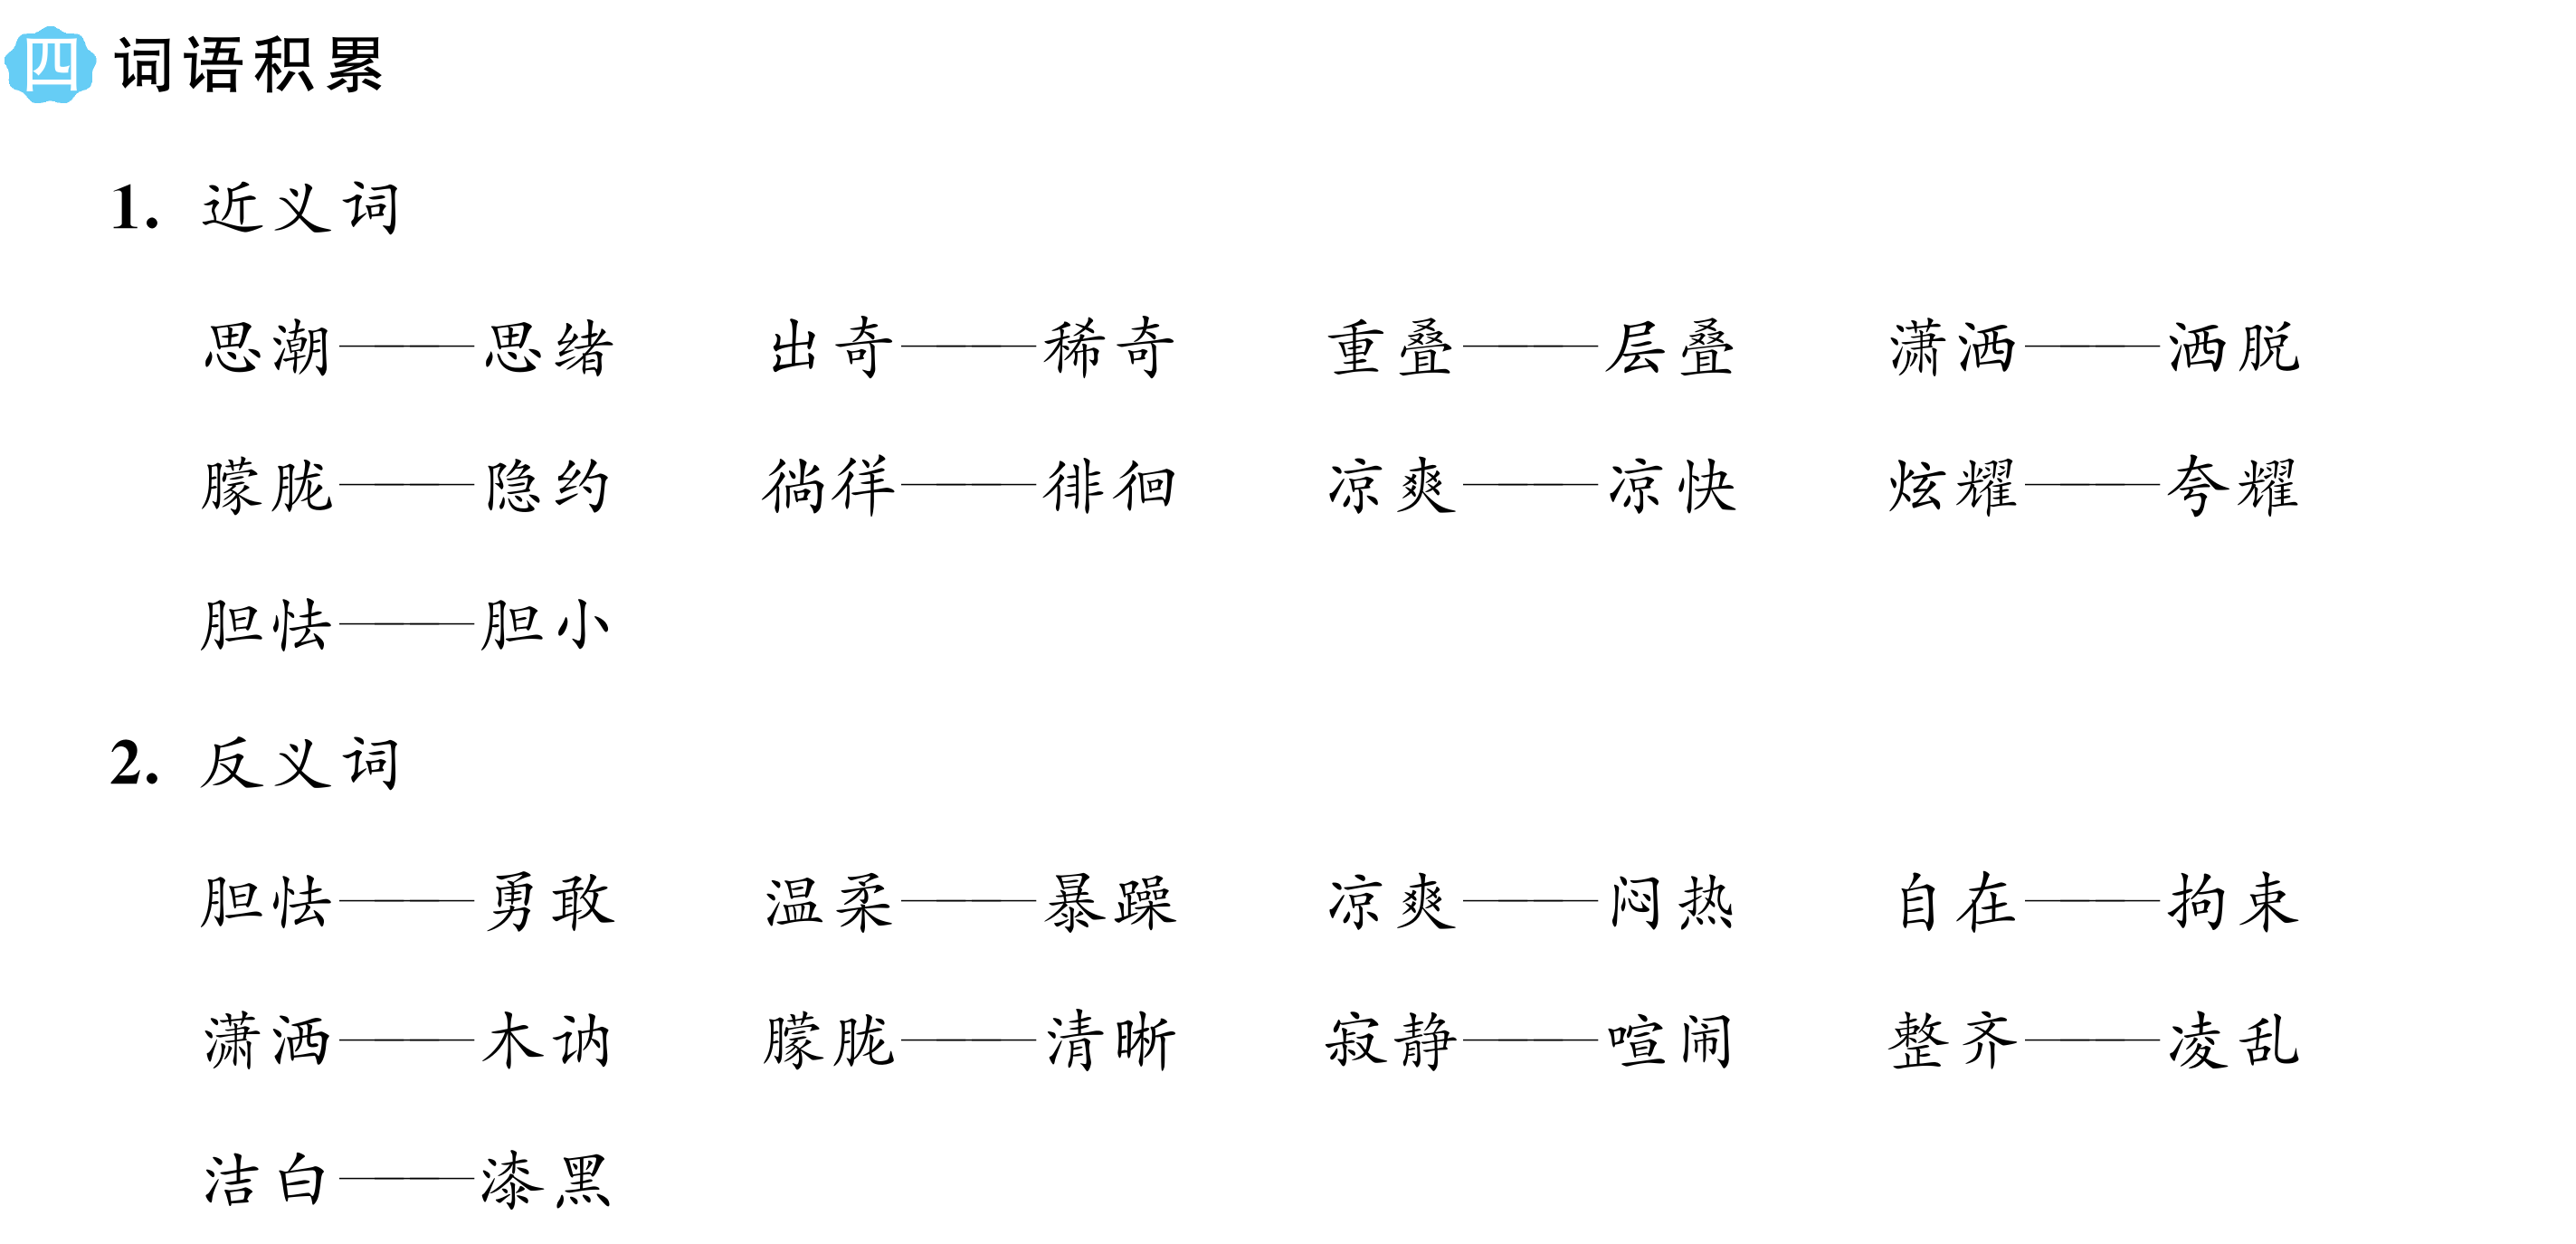 四 词语积累
1. 近义词
思潮——思绪 出奇——稀奇 重叠——层叠 潇洒——洒脱
朦胧——隐约 徜徉——徘徊 凉爽——凉快 炫耀——夸耀
胆怯——胆小
2. 反义词
胆怯——勇敢 温柔——暴躁 凉爽——闷热 自在——拘束
潇洒——木讷 朦胧——清晰 寂静——喧闹 整齐——凌乱
洁白——漆黑